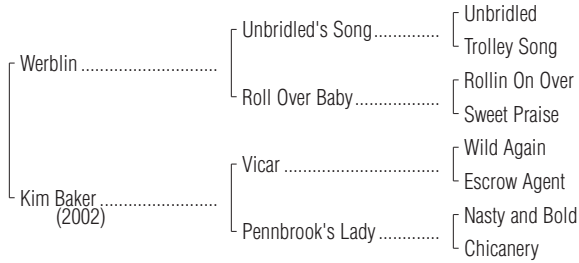 Unbridled
Unbridled's Song..............
Trolley Song
Werblin .............................
Rollin On Over
Roll Over Baby..................
Sweet Praise
Wild Again
Vicar .................................
Escrow Agent
Kim Baker.........................
(2002)
Nasty and Bold
Pennbrook's Lady.............
Chicanery